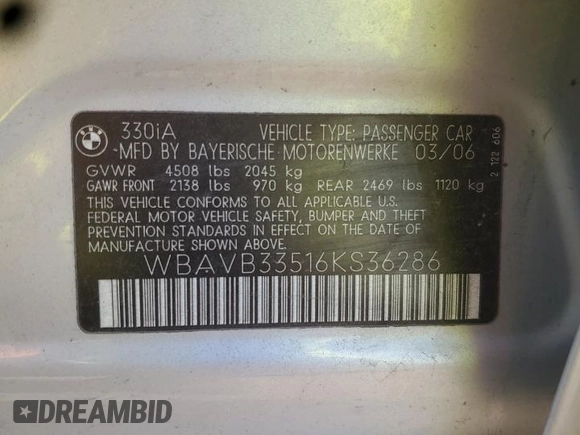 BMW
330iA VEHICLE TYPE: PASSENGER CAR
MFD BY BAYERISCHE MOTORENWERKE 03/06
GVWR 4508 lbs 2045 kg
GAWR FRONT 2138 lbs 970 kg REAR 2469 lbs 1120 kg
THIS VEHICLE CONFORMS TO ALL APPLICABLE U.S.
FEDERAL MOTOR VEHICLE SAFETY, BUMPER AND THEFT
STANDARDS IN EFFECT ON THE DATE OF MANUFACTURE
SHOWN ABOVE.
WBAVB33516KS36286
2 122 606
DREAMBID